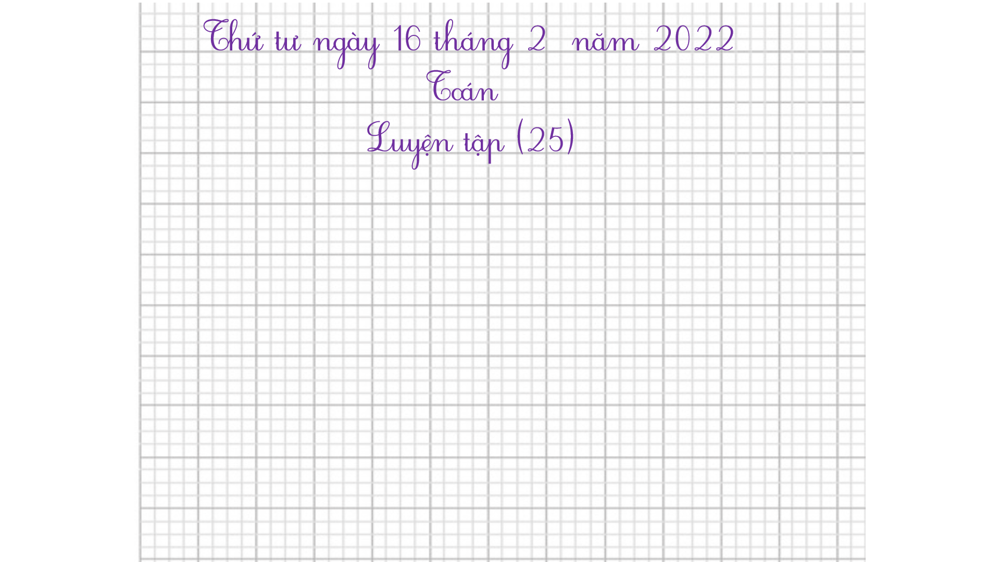 Thứ tư ngày 16 tháng 2 năm 2022
Toán
Luyện tập (25)